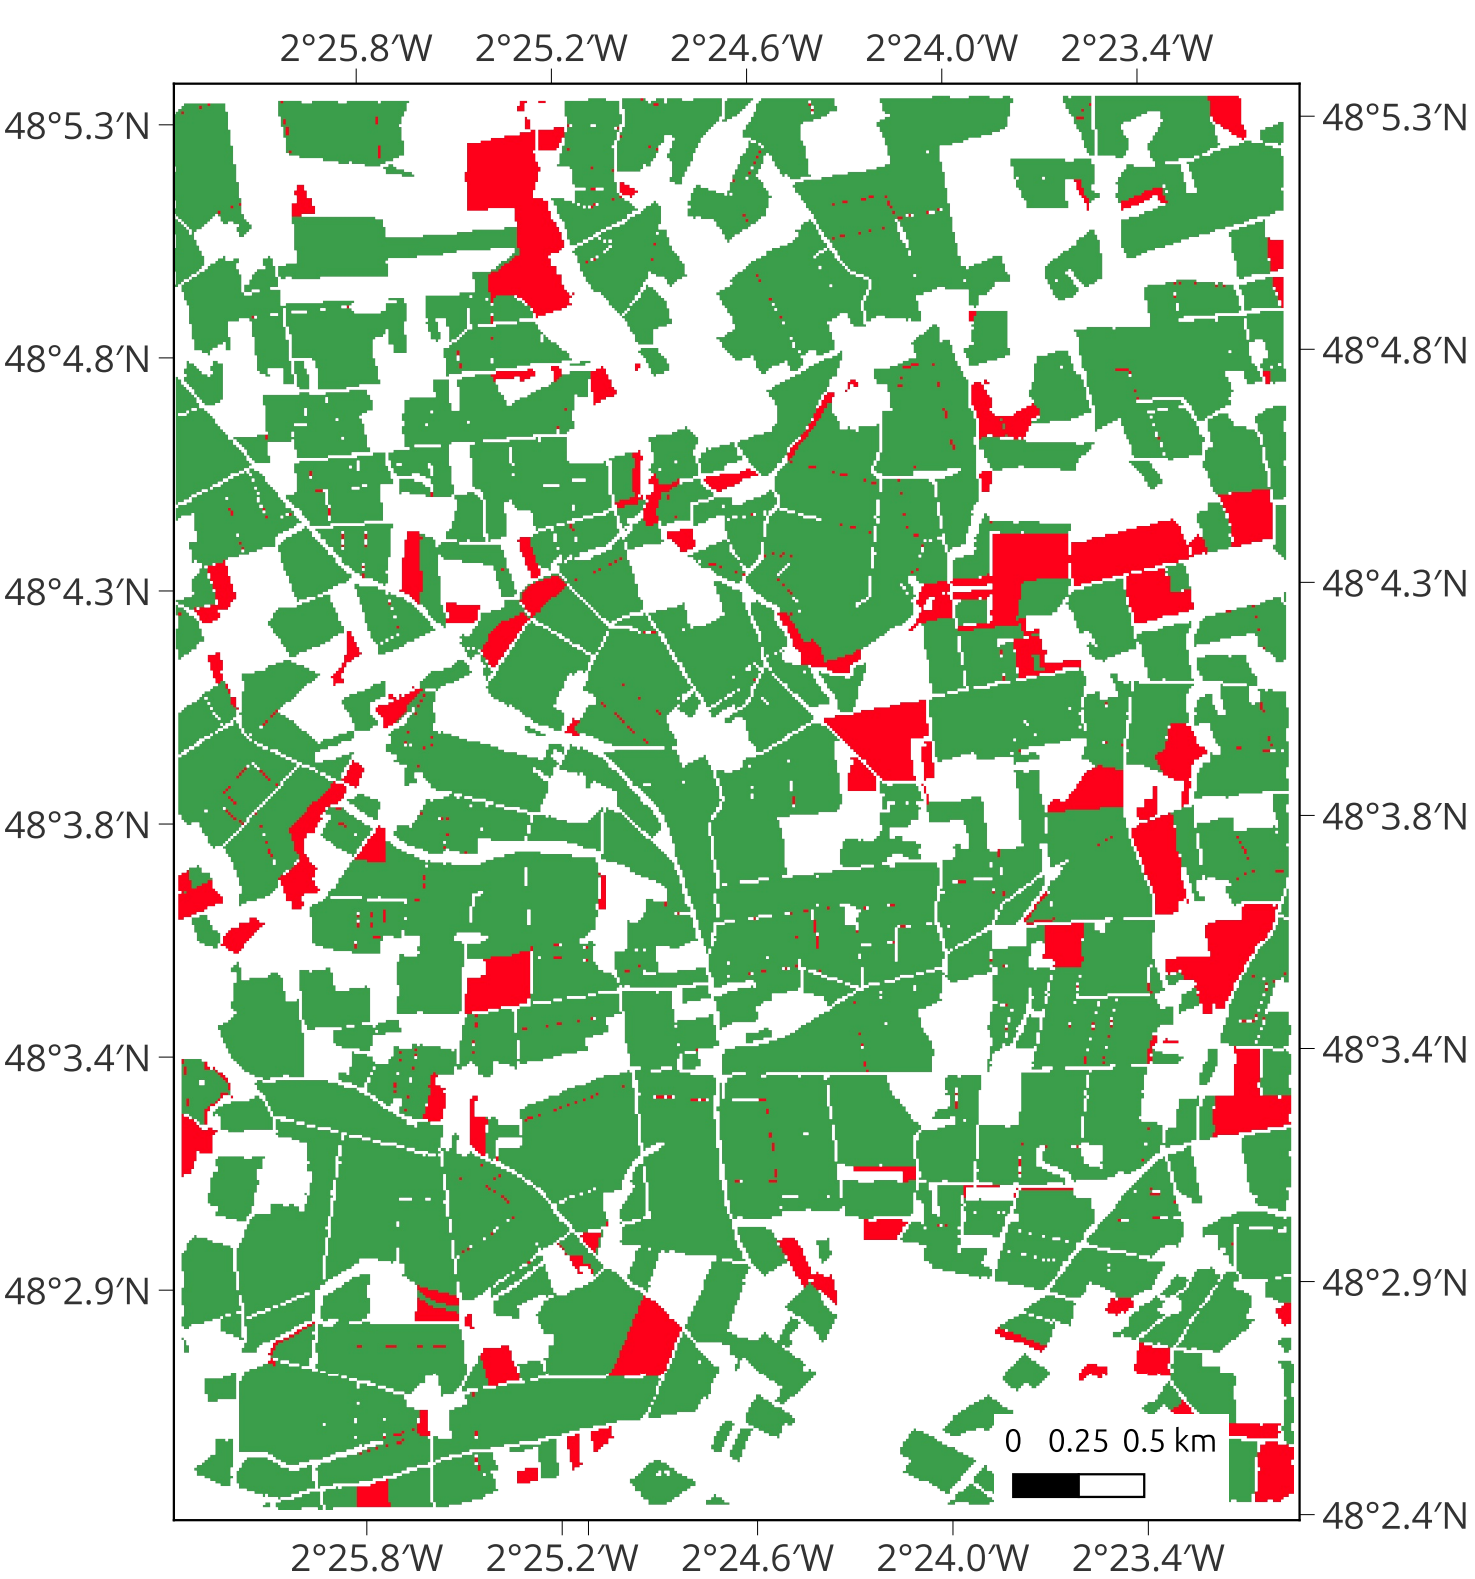 2°25.8′W 2°25.2′W 2°24.6′W 2°24.0′W 2°23.4′W
48°5.3′N 48°5.3′N
48°4.8′N 48°4.8′N
48°4.3′N 48°4.3′N
48°3.8′N 48°3.8′N
48°3.4′N 48°3.4′N
48°2.9′N 48°2.9′N
0 0.25 0.5 km
48°2.4′N
2°25.8′W 2°25.2′W 2°24.6′W 2°24.0′W 2°23.4′W